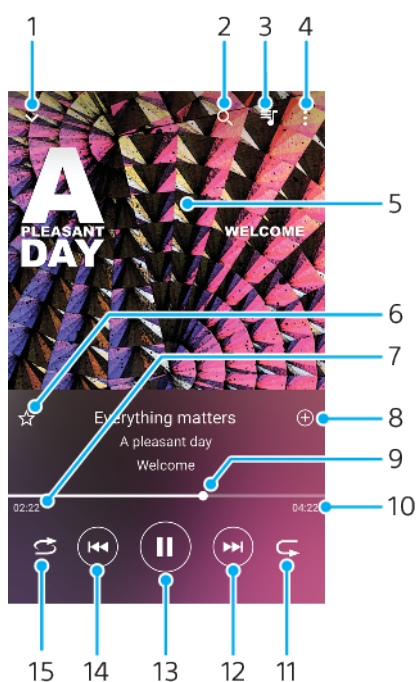 1
2
3
4
A
PLEASANT
DAY
WELCOME
5
6
7
Everything matters
8
A pleasant day
Welcome
9
02:22
04:22
10
15
14
13
12
11